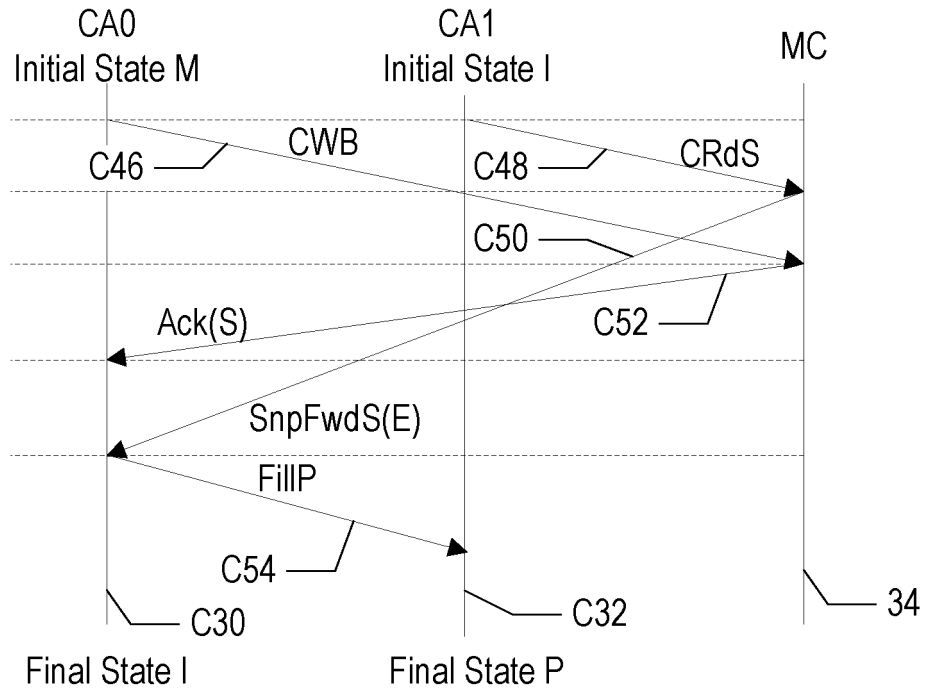 CA0
Initial State M
CA1
Initial State I
MC
CWB
CRdS
C46
C48
C50
C52
Ack(S)
SnpFwdS(E)
FillP
C54
C30
C32
34
Final State I
Final State P